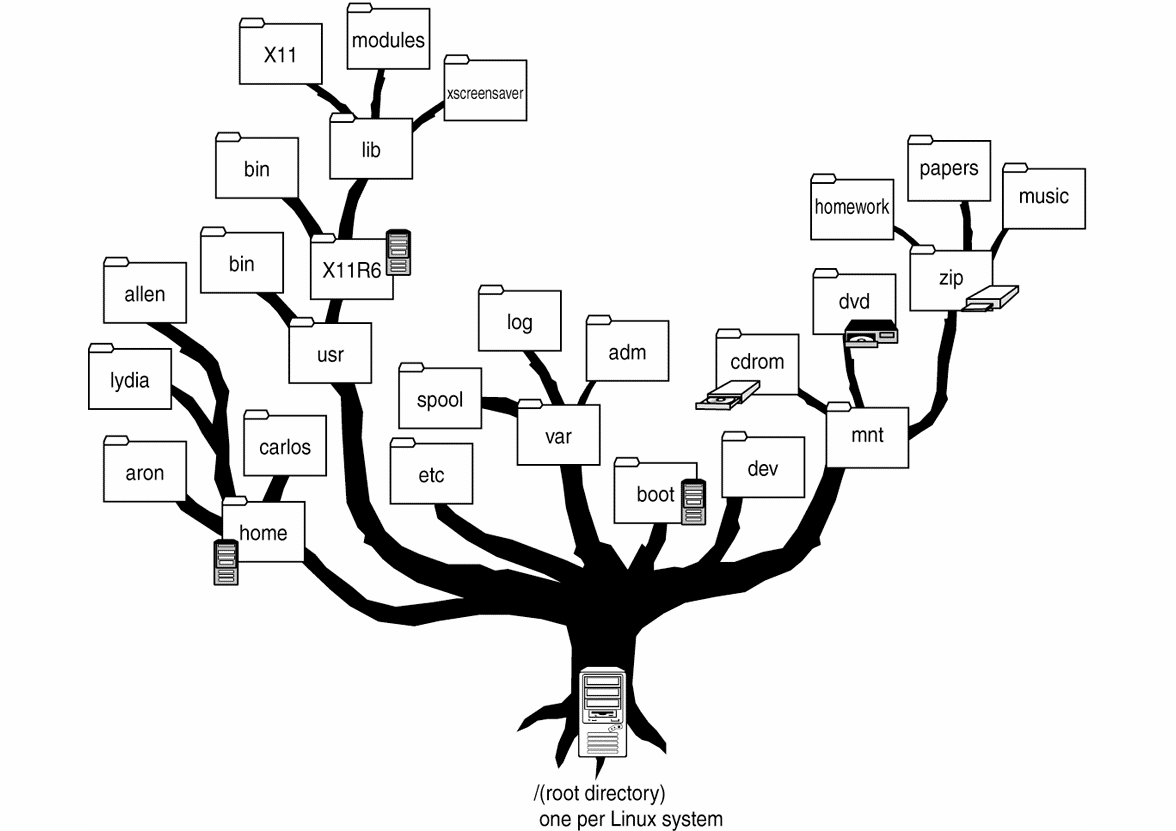 modules
X11
xscreensaver
lib
bin
papers
homework
music
bin
X11R6
zip
allen
dvd
log
usr
adm
cdrom
lydia
spool
var
mnt
carlos
aron
etc
dev
boot
home
/(root directory)
one per Linux system